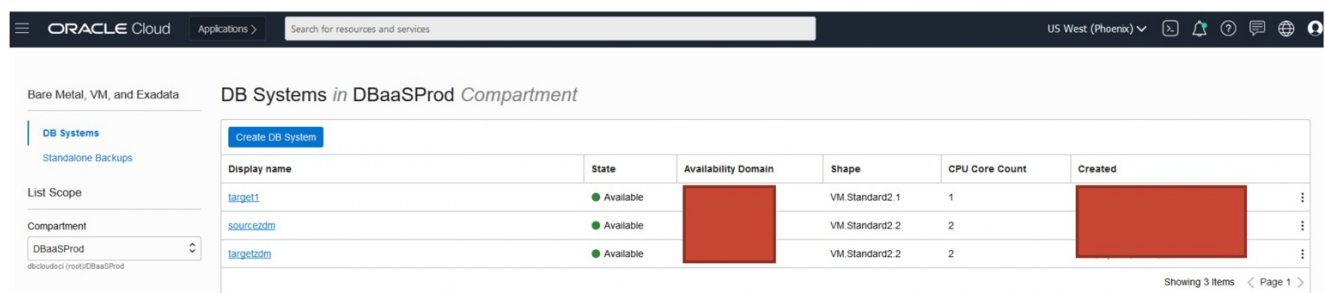 ORACLE Cloud Applications > Search for resources and services US West (Phoenix)
Bare Metal, VM, and Exadata
DB Systems in DBaaSProd Compartment
DB Systems
Standalone Backups
List Scope
Compartment
DBaaSProd
dbcloudoci (root)/DBaaSProd
Create DB System
Display name State Availability Domain Shape CPU Core Count Created
target1 Available VM.Standard2.1 1
sourcezdm Available VM.Standard2.2 2
targetzdm Available VM.Standard2.2 2
Showing 3 Items < Page 1 >